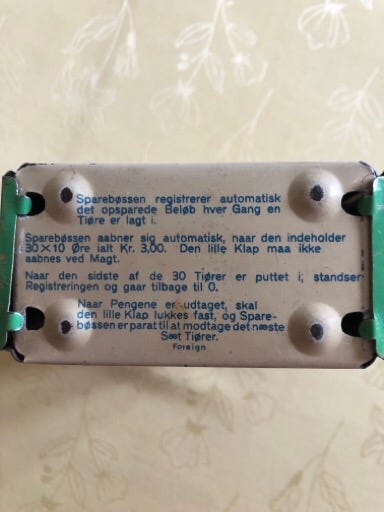 Sparebøssen registrerer automatisk
det opsparede Beløb hver Gang en
Tiøre er lagt i.
Sparebøssen aabner sig automatisk, naar den indeholder
30×10 Øre ialt Kr. 3,00. Den lille Klap maa ikke
aabnes ved Magt.
Naar den sidste af de 30 Tiører er puttet i, standser
Registreringen og gaar tilbage til 0.
Naar Pengene er udtaget, skal
den lille Klap lukkes fast, og Spare-
bøssen er parat til at modtage det næste
Sæt Tiører.
Foreign